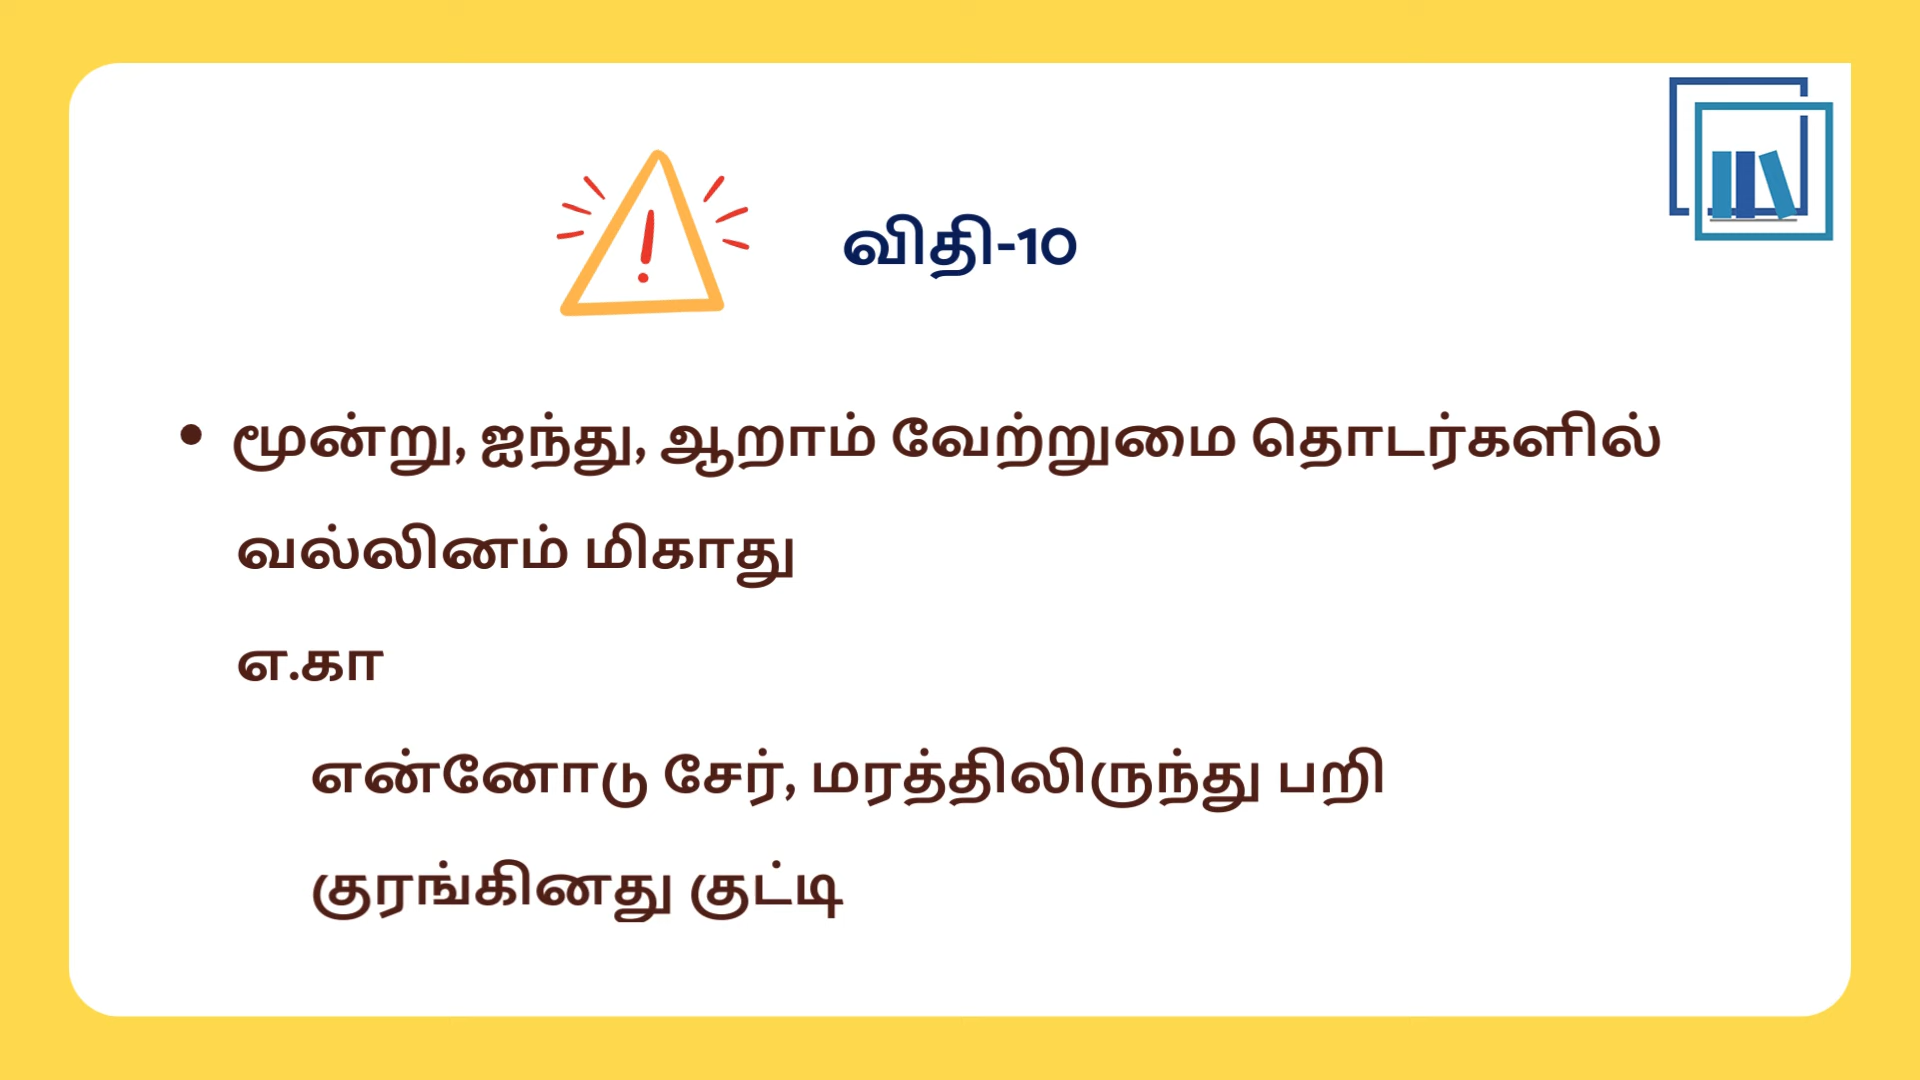 விதி-10
• மூன்று, ஐந்து, ஆறாம் வேற்றுமை தொடர்களில்
வல்லினம் மிகாது
எ.கா
என்னோடு சேர், மரத்திலிருந்து பறி
குரங்கினது குட்டி